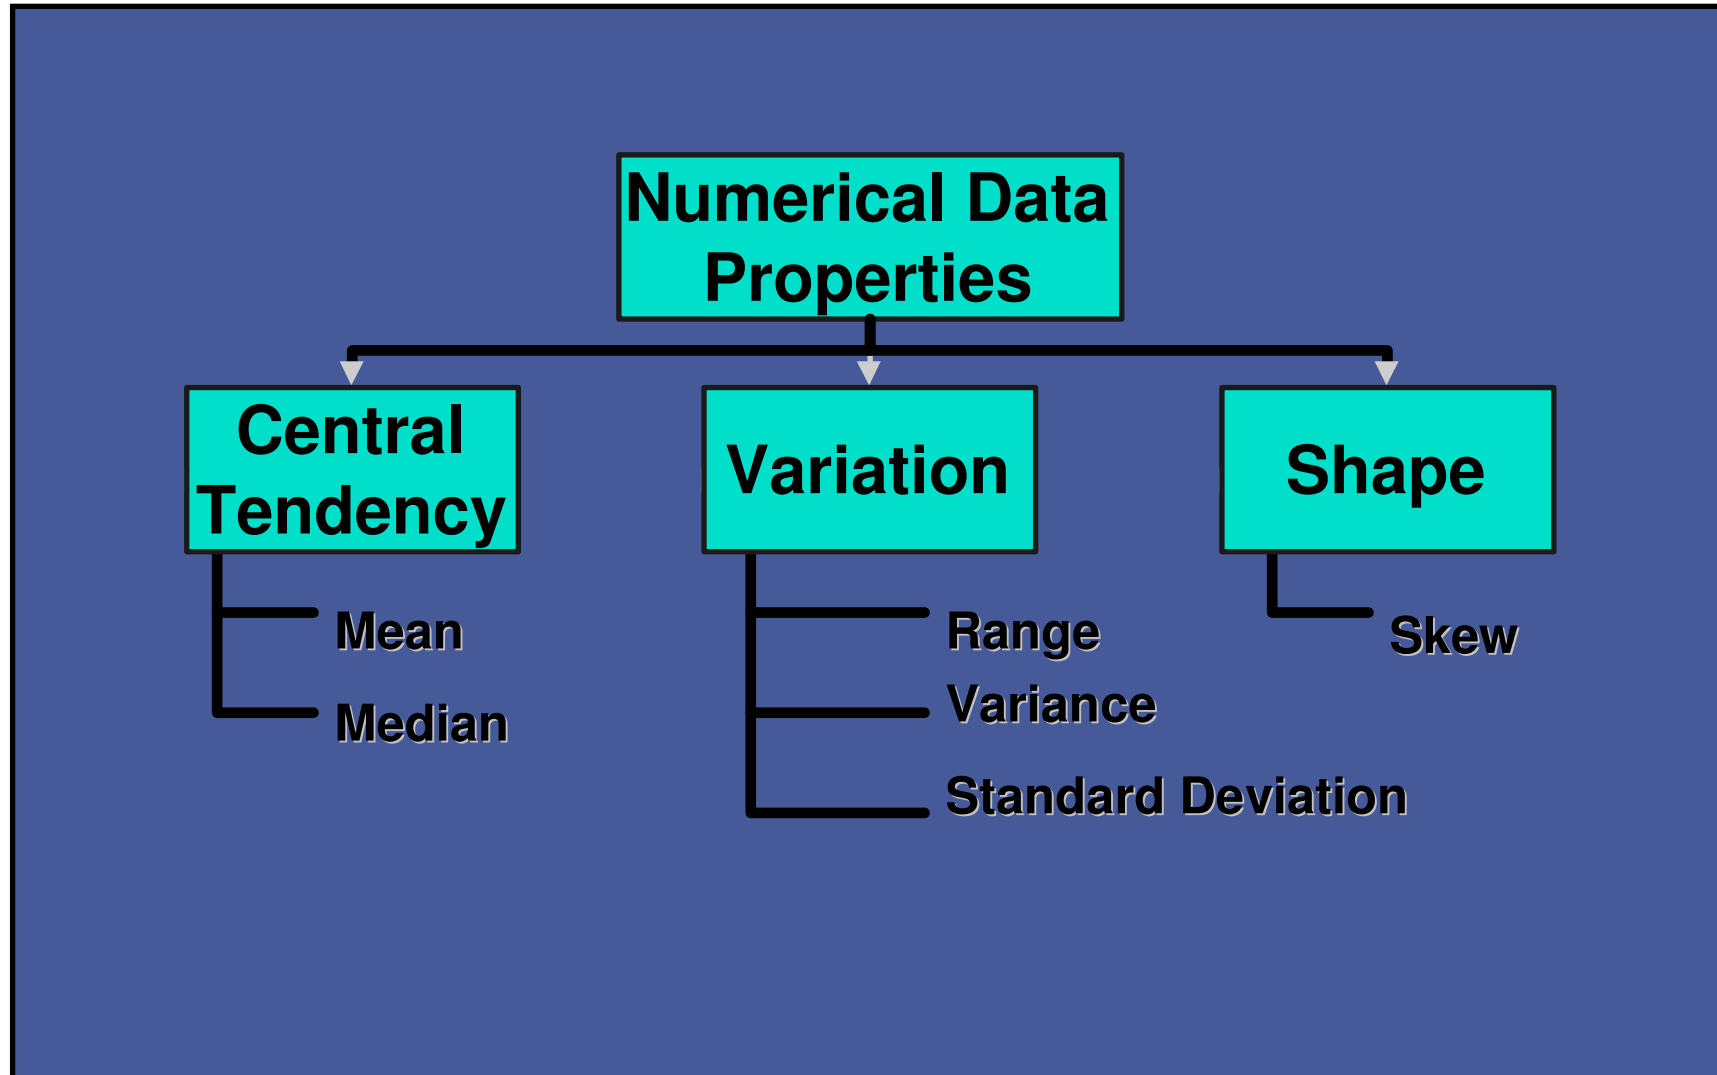 Numerical Data
Properties
Central
Tendency
Variation
Shape
Mean
Median
Range
Variance
Standard Deviation
Skew